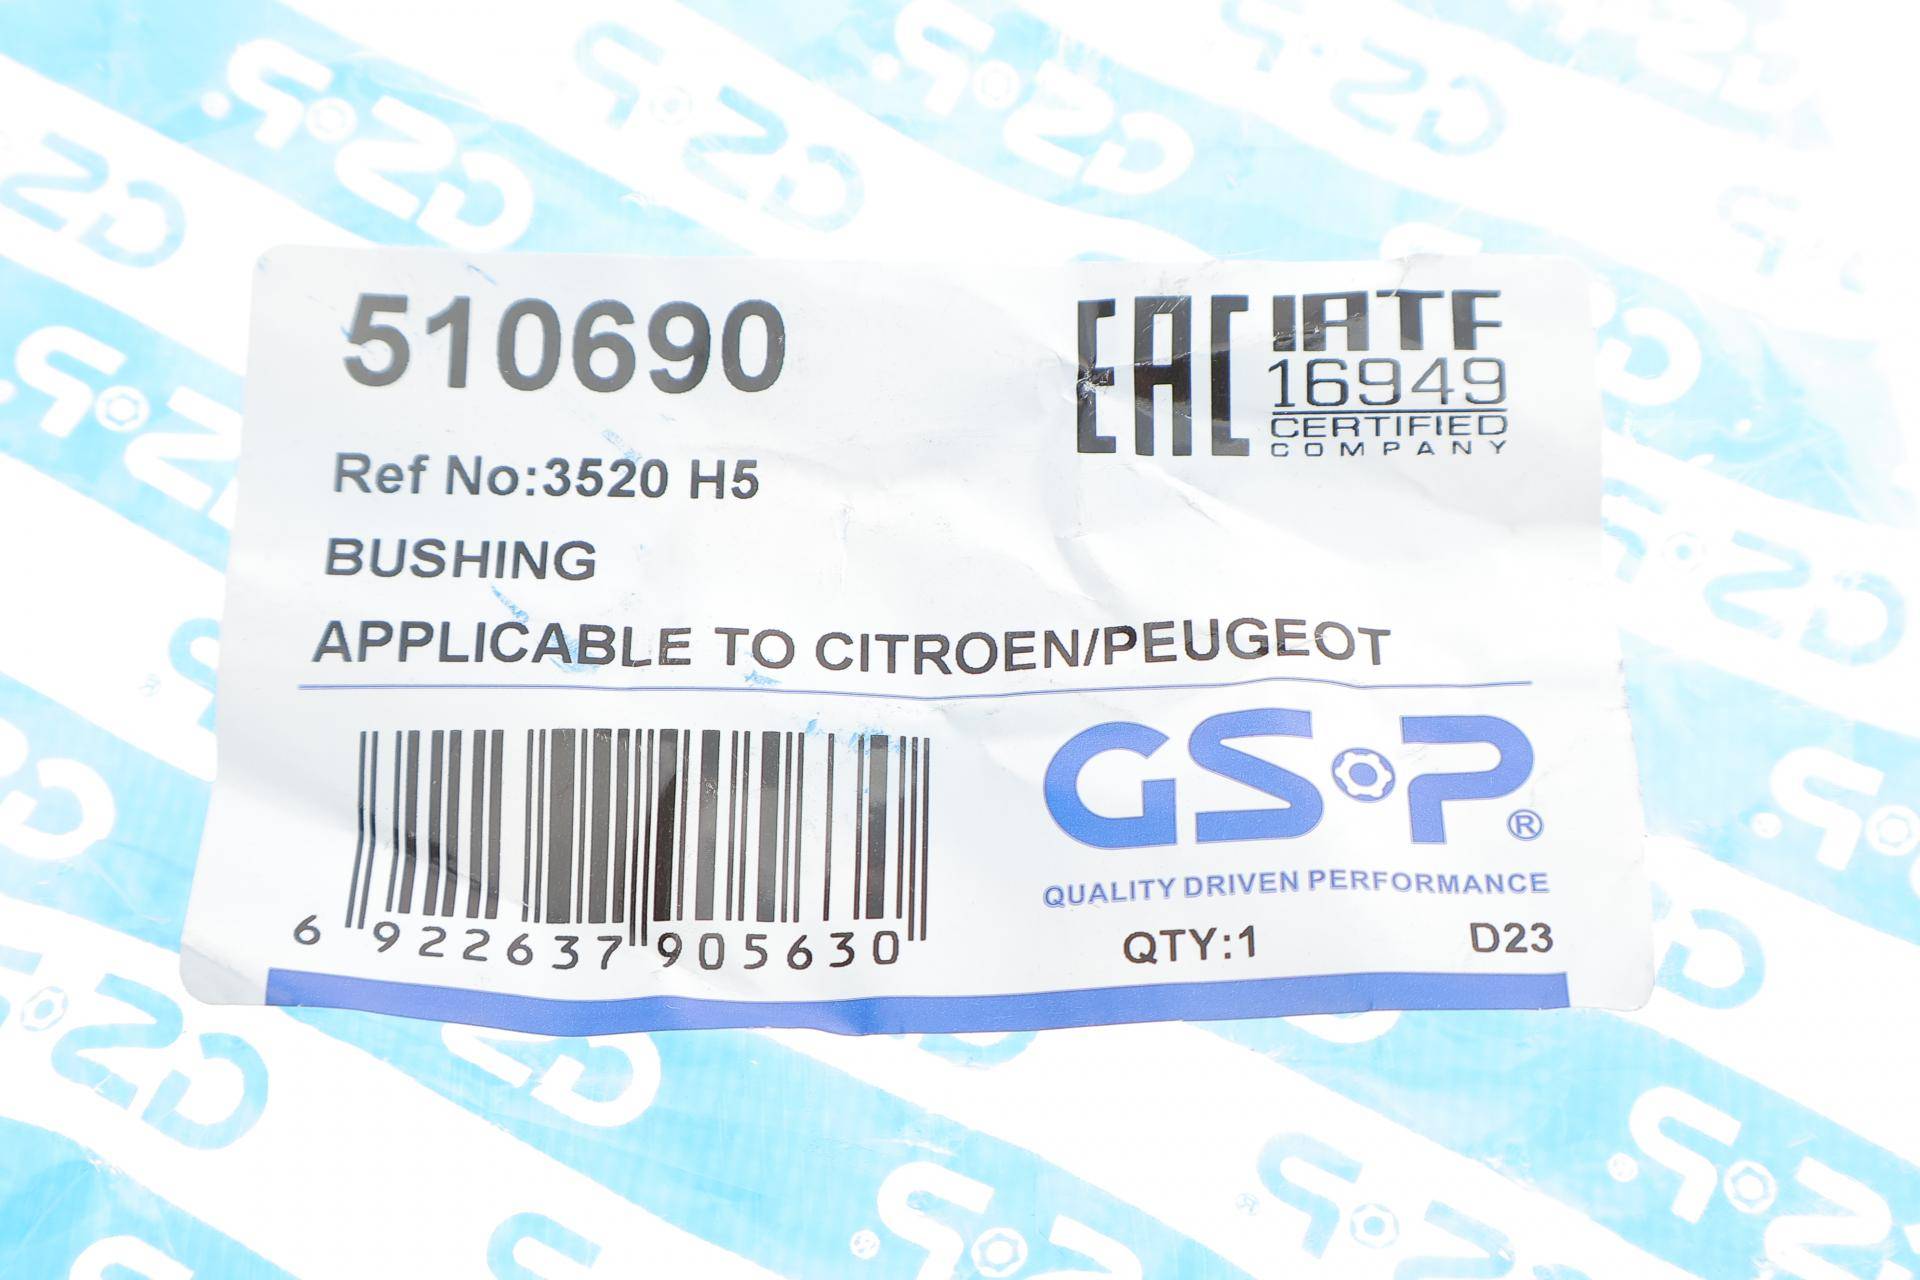 510690
EAC
IATF
16949
CERTIFIED
COMPANY
Ref No:3520 H5
BUSHING
APPLICABLE TO CITROEN/PEUGEOT
6 922637 905630
GSP®
QUALITY DRIVEN PERFORMANCE
QTY:1 D23